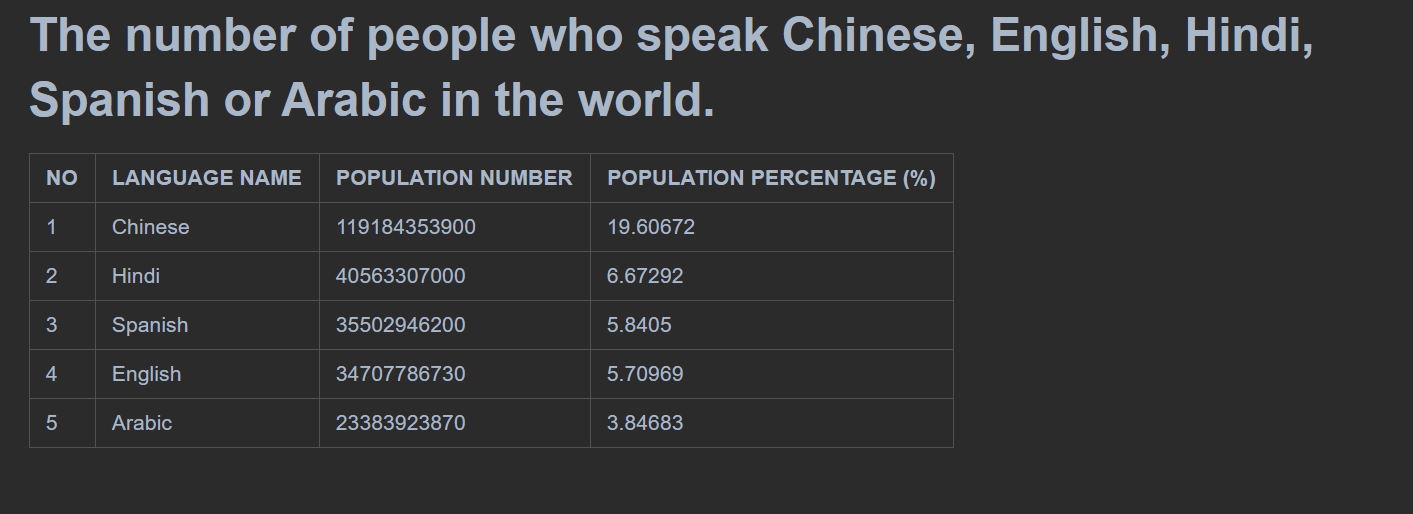 The number of people who speak Chinese, English, Hindi,
Spanish or Arabic in the world.
NO LANGUAGE NAME POPULATION NUMBER POPULATION PERCENTAGE (%)
1 Chinese 119184353900 19.60672
2 Hindi 40563307000 6.67292
3 Spanish 35502946200 5.8405
4 English 34707786730 5.70969
5 Arabic 23383923870 3.84683